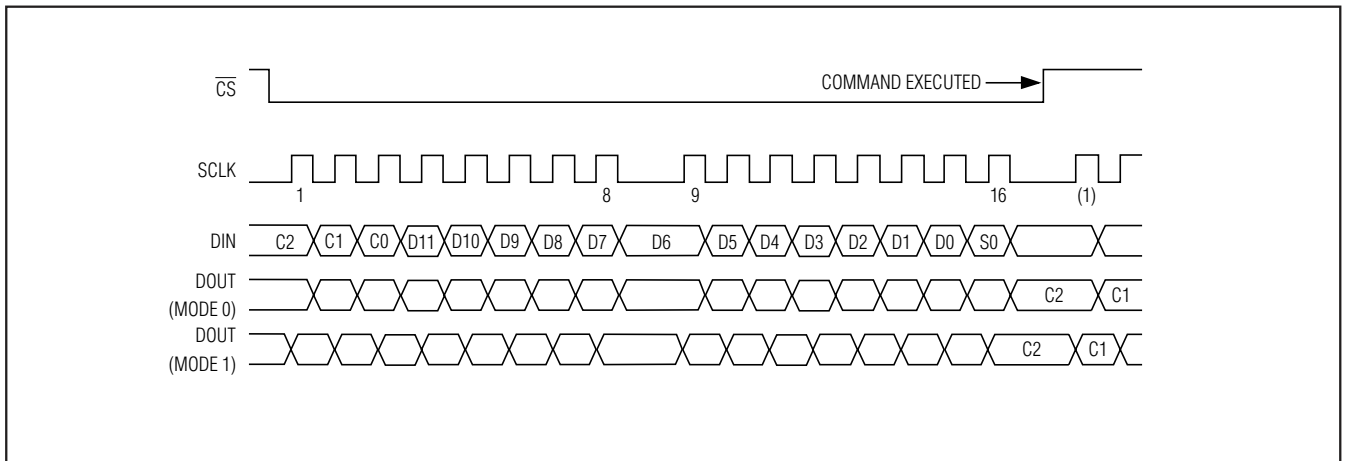 CS
COMMAND EXECUTED
SCLK
1 8 9 16 (1)
DIN C2 C1 C0 D11 D10 D9 D8 D7 D6 D5 D4 D3 D2 D1 D0 S0
DOUT
(MODE 0) C2 C1
DOUT
(MODE 1) C2 C1